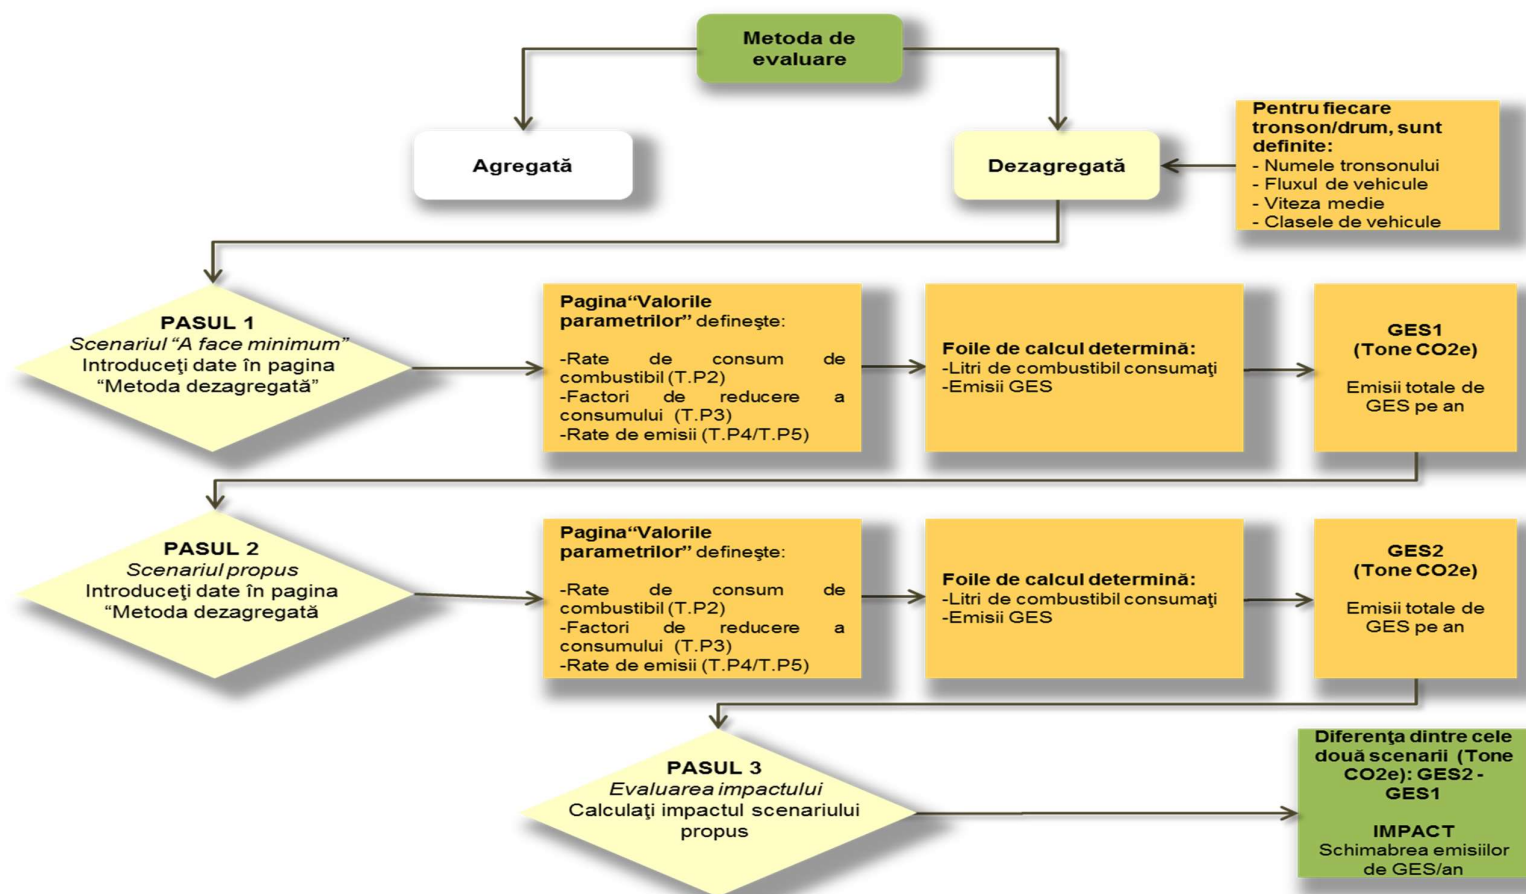 Metoda de
evaluare
Agregată
Dezagregată
Pentru fiecare
tronson/drum, sunt
definite:
- Numele tronsonului
- Fluxul de vehicule
- Viteza medie
- Clasele de vehicule
PASUL 1
Scenariul “A face minimum”
Introduceţi date în pagina
“Metoda dezagregată”
Pagina“Valorile
parametrilor” defineşte:
-Rate de consum de
combustibil (T.P2)
-Factori de reducere a
consumului (T.P3)
-Rate de emisii (T.P4/T.P5)
Foile de calcul determină:
-Litri de combustibil consumaţi
-Emisii GES
GES1
(Tone CO2e)
Emisii totale de
GES pe an
PASUL 2
Scenariul propus
Introduceţi date în pagina
“Metoda dezagregată
Pagina“Valorile
parametrilor” defineşte:
-Rate de consum de
combustibil (T.P2)
-Factori de reducere a
consumului (T.P3)
-Rate de emisii (T.P4/T.P5)
Foile de calcul determină:
-Litri de combustibil consumaţi
-Emisii GES
GES2
(Tone CO2e)
Emisii totale de
GES pe an
PASUL 3
Evaluarea impactului
Calculaţi impactul scenariului
propus
Diferenţa dintre cele
două scenarii (Tone
CO2e): GES2 -
GES1
IMPACT
Schimabrea emisiilor
de GES/an